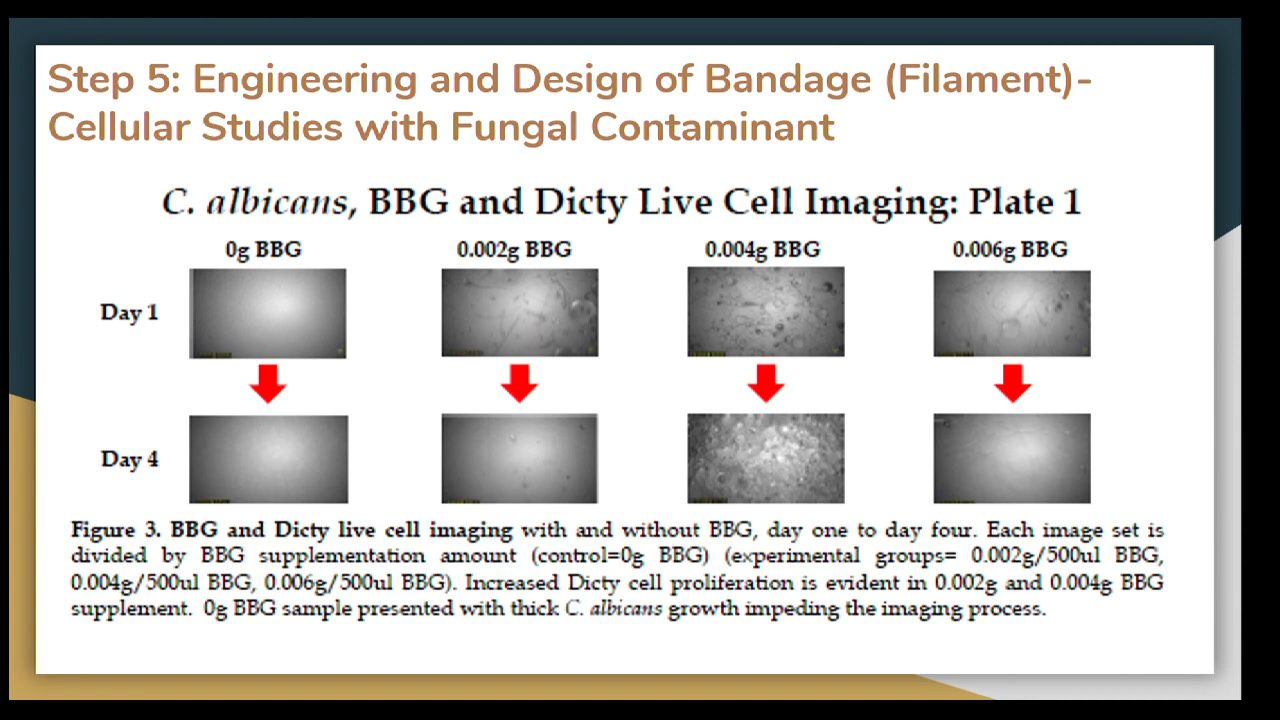 Step 5: Engineering and Design of Bandage (Filament)-
Cellular Studies with Fungal Contaminant
C. albicans, BBG and Dicty Live Cell Imaging: Plate 1
0g BBG 0.002g BBG 0.004g BBG 0.006g BBG
Day 1
Day 4
Figure 3. BBG and Dicty live cell imaging with and without BBG, day one to day four. Each image set is
divided by BBG supplementation amount (control=0g BBG) (experimental groups= 0.002g/500ul BBG,
0.004g/500ul BBG, 0.006g/500ul BBG). Increased Dicty cell proliferation is evident in 0.002g and 0.004g BBG
supplement. 0g BBG sample presented with thick C. albicans growth impeding the imaging process.